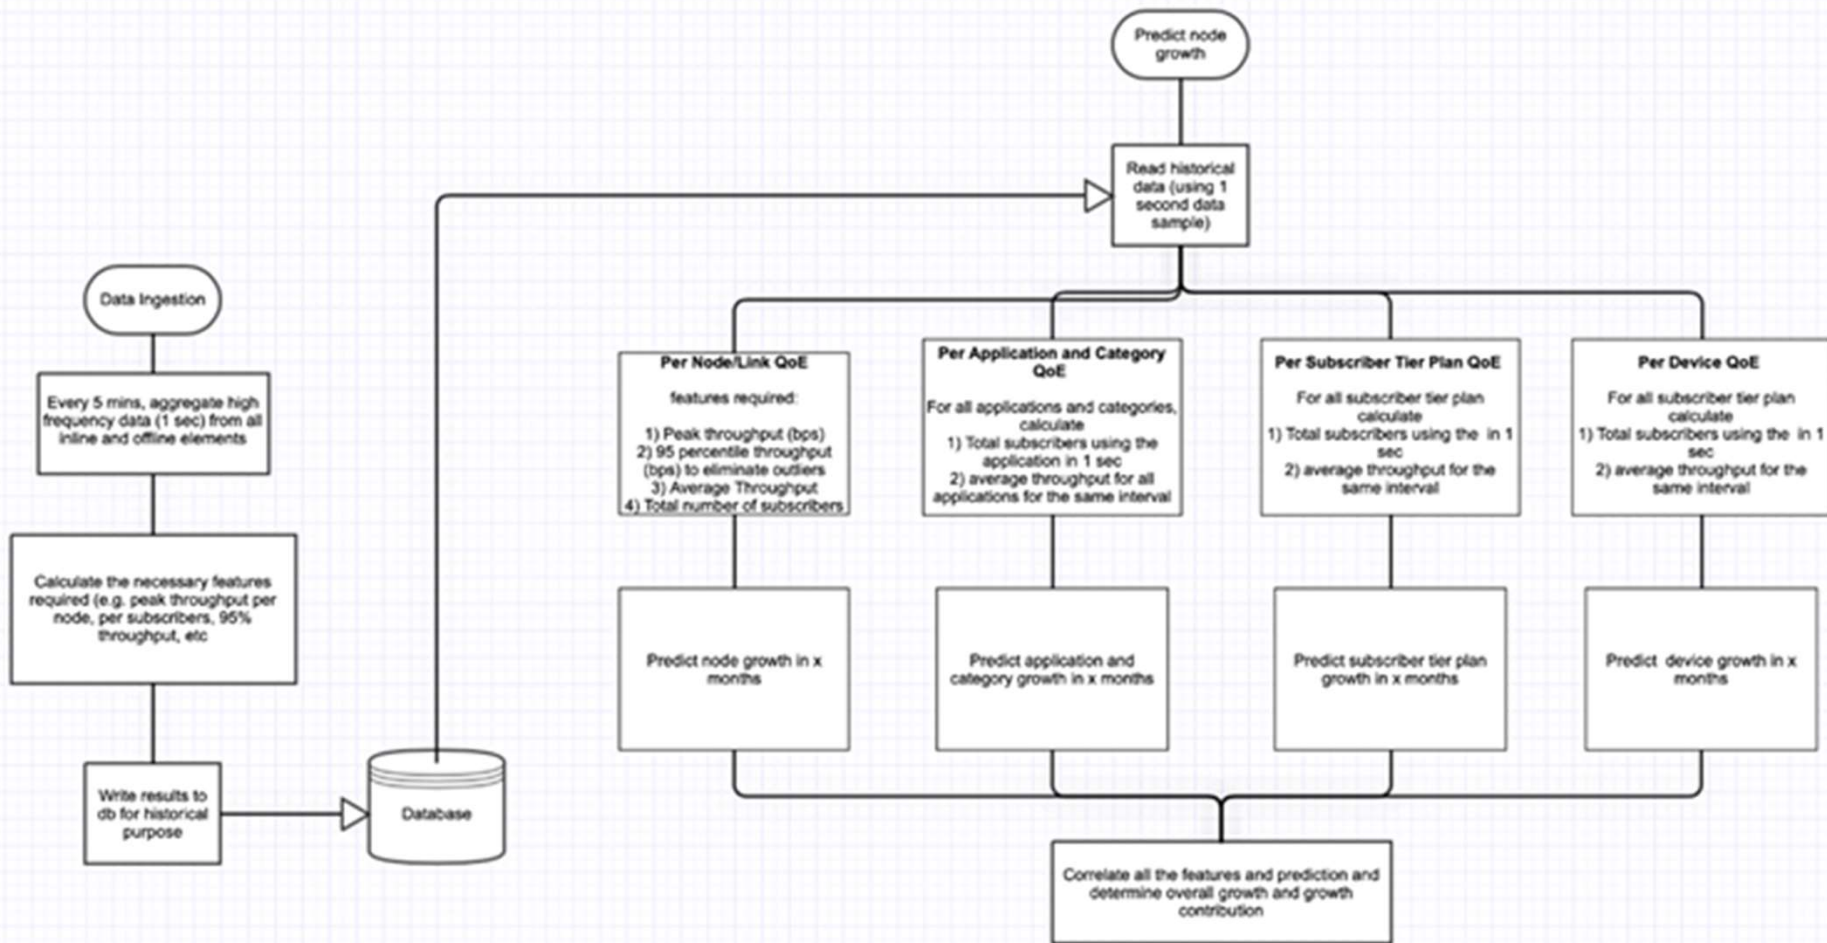 Predict node
growth
Read historical
data (using 1
second data
sample)
Data Ingestion
Every 5 mins, aggregate high
frequency data (1 sec) from all
inline and offline elements
Calculate the necessary features
required (e.g. peak throughput per
node, per subscribers, 95%
throughput, etc
Write results to
db for historical
purpose
Database
Per Node/Link QoE
features required:
1) Peak throughput (bps)
2) 95 percentile throughput
(bps) to eliminate outliers
3) Average Throughput
4) Total number of subscribers
Per Application and Category
QoE
For all applications and categories,
calculate
1) Total subscribers using the
application in 1 sec
2) average throughput for all
applications for the same interval
Per Subscriber Tier Plan QoE
For all subscriber tier plan
calculate
1) Total subscribers using the in 1
sec
2) average throughput for the
same interval
Per Device QoE
For all subscriber tier plan
calculate
1) Total subscribers using the in 1
sec
2) average throughput for the
same interval
Predict node growth in x
months
Predict application and
category growth in x months
Predict subscriber tier plan
growth in x months
Predict device growth in x
months
Correlate all the features and prediction and
determine overall growth and growth
contribution